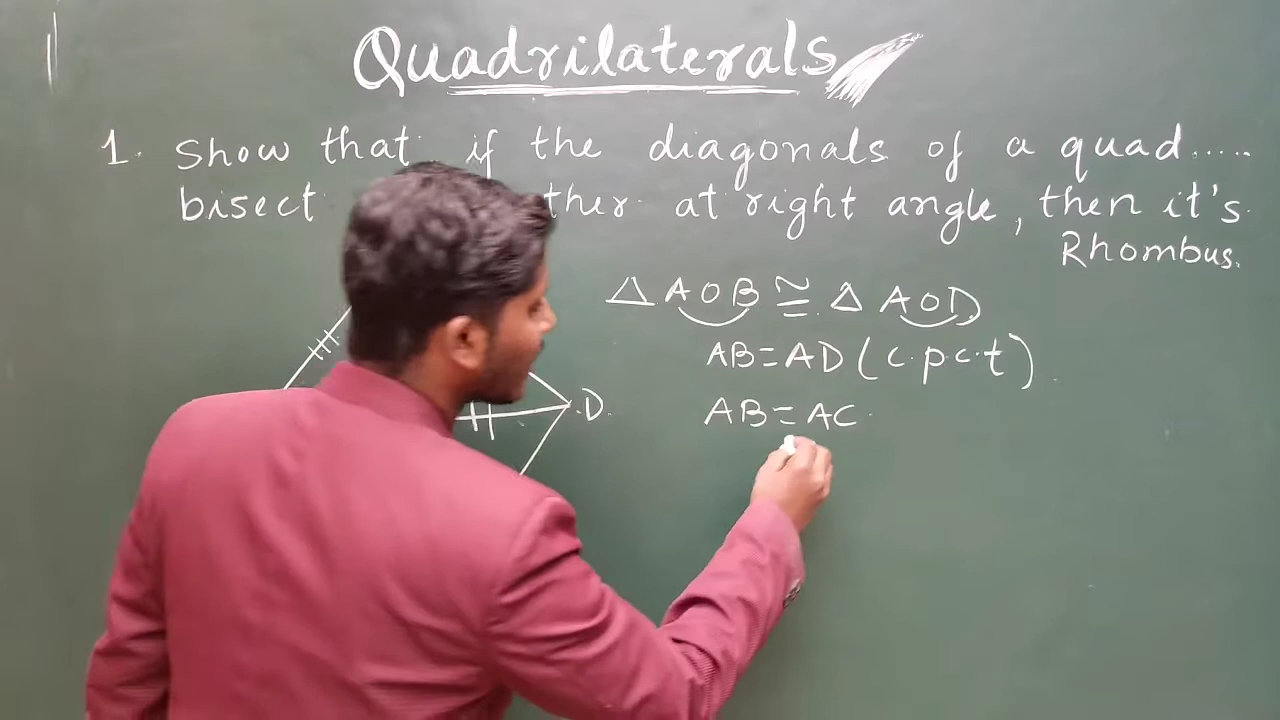 Quadrilaterals
1. Show that if the diagonals of a quad.....
bisect ther at right angle, then it's
Rhombus.
△AOB ≅ △AOD
AB=AD (c.p.c.t)
AB=AC
D